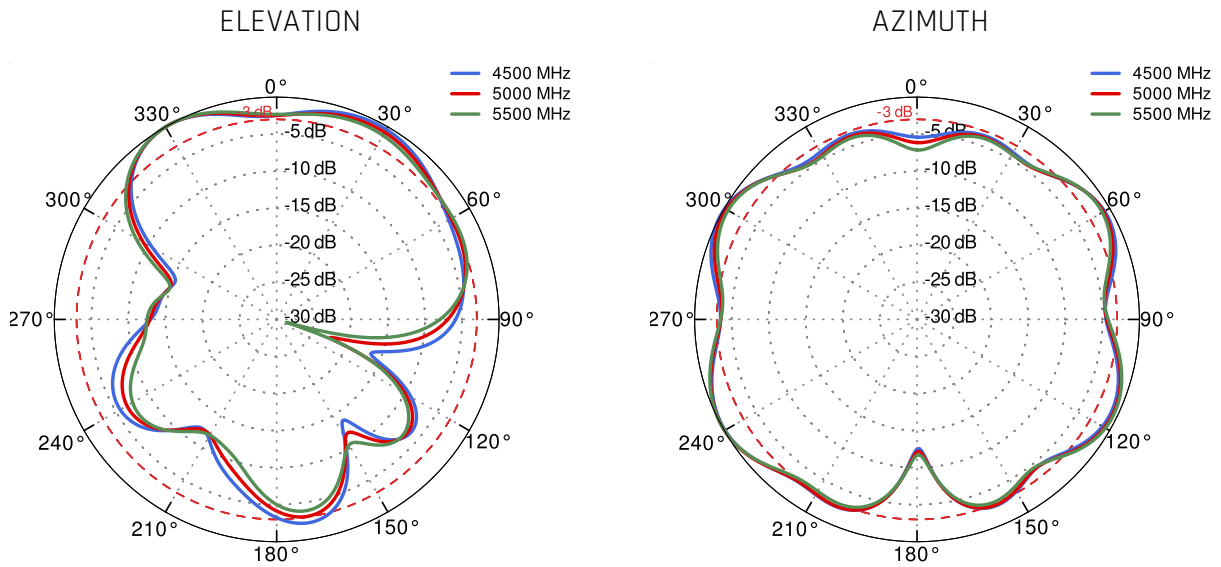 ELEVATION
0°
30°
60°
90°
120°
150°
180°
210°
240°
270°
300°
330°
-3 dB
-5 dB
-10 dB
-15 dB
-20 dB
-25 dB
-30 dB
4500 MHz
5000 MHz
5500 MHz
AZIMUTH
0°
30°
60°
90°
120°
150°
180°
210°
240°
270°
300°
330°
-3 dB
-5 dB
-10 dB
-15 dB
-20 dB
-25 dB
-30 dB
4500 MHz
5000 MHz
5500 MHz